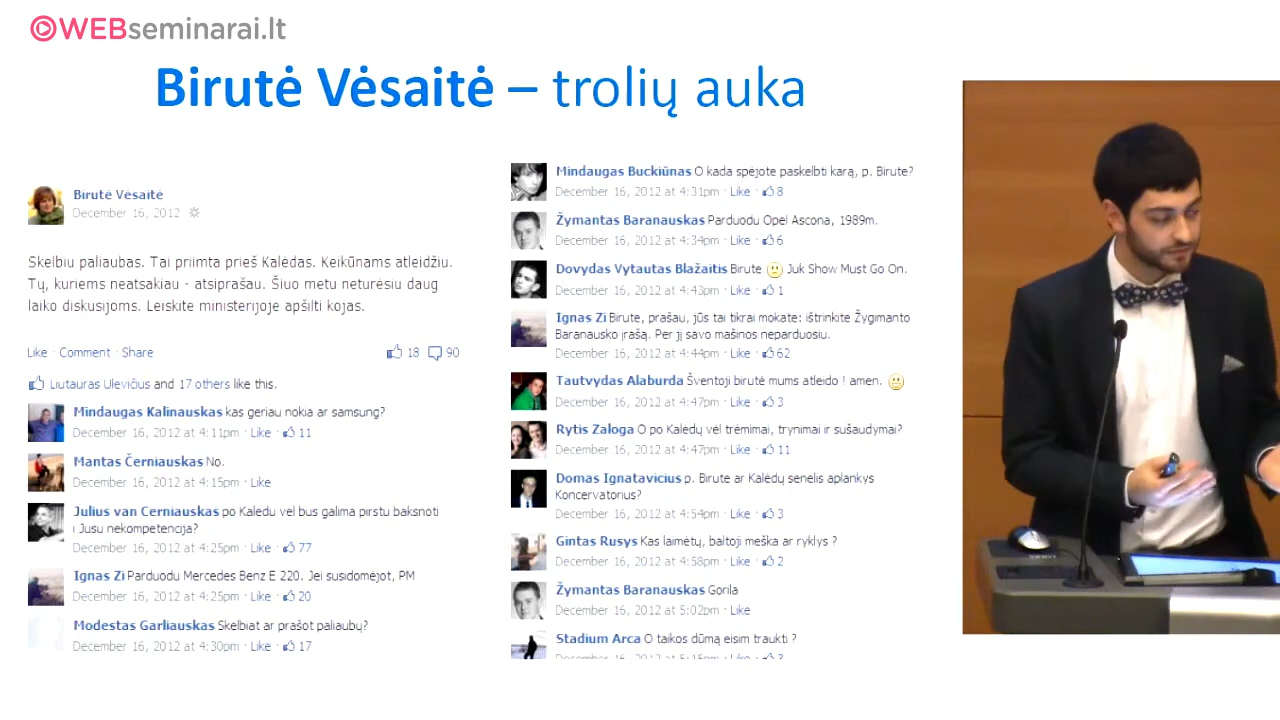 WEBseminarai.lt
Birutė Vėsaitė – trolių auka
Birutė Vėsaitė
December 16, 2012
Skelbiu paliaubas. Tai priimta prieš Kalėdas. Keikūnams atleidžiu.
Tų, kuriems neatsakiau - atsiprašau. Šiuo metu neturėsiu daug
laiko diskusijoms. Leiskite ministerijoje apšilti kojas.
Like · Comment · Share 18 90
Liutauras Ulevičius and 17 others like this.
Mindaugas Kalinauskas kas geriau nokia ar samsung?
December 16, 2012 at 4:11pm · Like · 11
Mantas Černiauskas No.
December 16, 2012 at 4:15pm · Like
Julius van Cerniauskas po Kaledu vel bus galima pirstu baksnoti
i Jusu nekompetencija?
December 16, 2012 at 4:25pm · Like · 77
Ignas Zi Parduodu Mercedes Benz E 220. Jei susidomėjot, PM
December 16, 2012 at 4:25pm · Like · 20
Modestas Garliauskas Skelbiat ar prašot paliaubų?
December 16, 2012 at 4:30pm · Like · 17
Mindaugas Buckiūnas O kada spėjote paskelbti karą, p. Birute?
December 16, 2012 at 4:31pm · Like · 8
Žymantas Baranauskas Parduodu Opel Ascona, 1989m.
December 16, 2012 at 4:34pm · Like · 6
Dovydas Vytautas Blažaitis Birute Juk Show Must Go On.
December 16, 2012 at 4:43pm · Like · 1
Ignas Zi Birute, prašau, jūs tai tikrai mokate: ištrinkite Žygimanto
Baranausko įrašą. Per jį savo mašinos neparduosiu.
December 16, 2012 at 4:44pm · Like · 62
Tautvydas Alaburda Šventoji birutė mums atleido ! amen.
December 16, 2012 at 4:47pm · Like · 3
Rytis Zaloga O po Kalėdų vėl trėmimai, trynimai ir sušaudymai?
December 16, 2012 at 4:47pm · Like · 11
Domas Ignatavicius p. Birute ar Kalėdų senelis aplankys
Koncervatorius?
December 16, 2012 at 4:54pm · Like · 3
Gintas Rusys Kas laimėtų, baltoji meška ar ryklys ?
December 16, 2012 at 4:58pm · Like · 2
Žymantas Baranauskas Gorila
December 16, 2012 at 5:02pm · Like
Stadium Arca O taikos dūmą eisim traukti ?
December 16, 2012 at 5:15pm · Like · 3